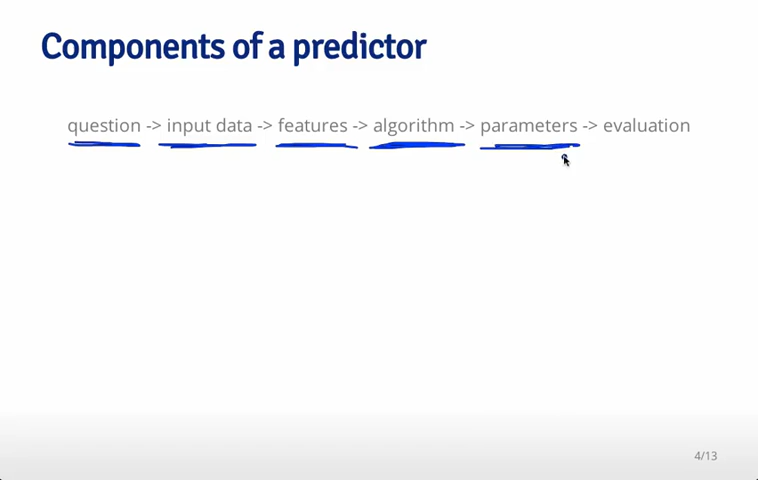 Components of a predictor
question -> input data -> features -> algorithm -> parameters -> evaluation
4/13